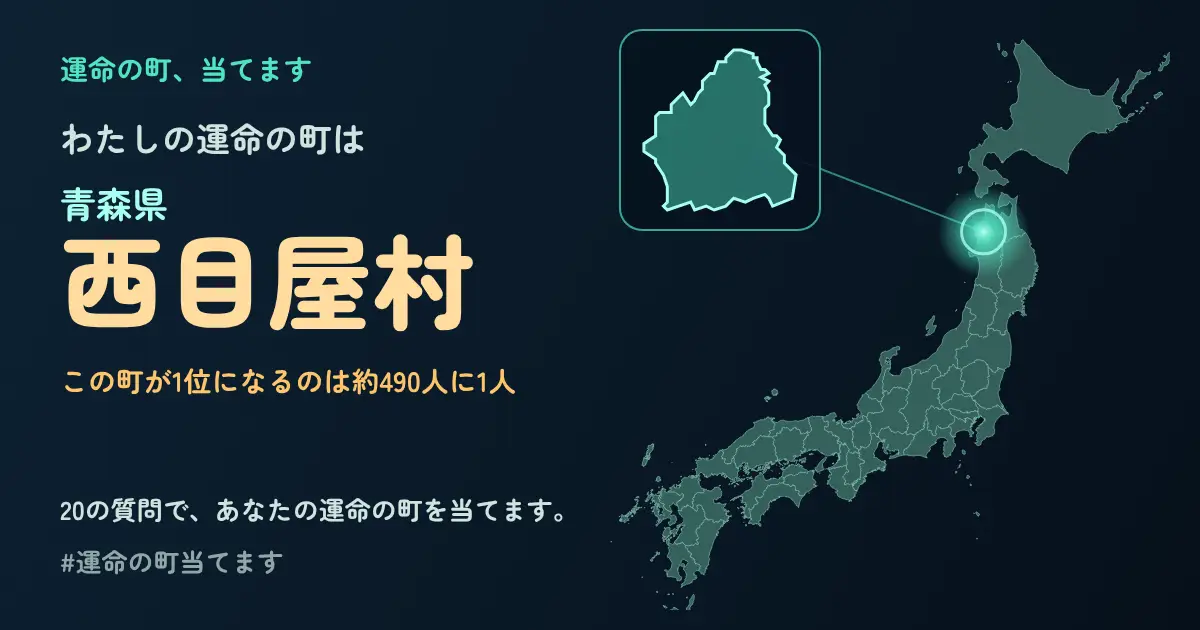 運命の町、当てます
わたしの運命の町は
青森県
西目屋村
この町が1位になるのは約490人に1人
20の質問で、あなたの運命の町を当てます。
#運命の町当てます